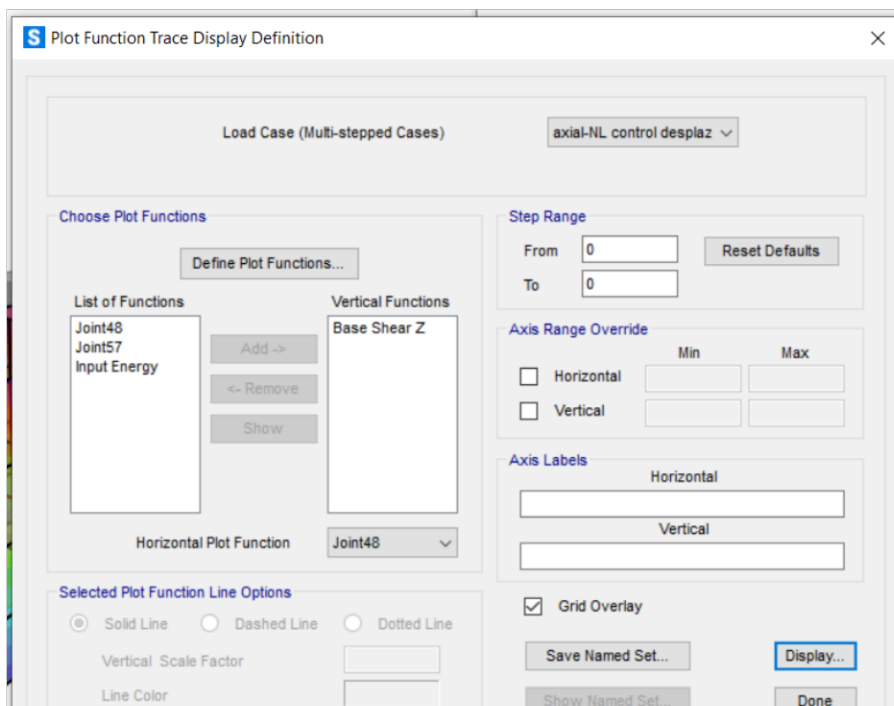 S Plot Function Trace Display Definition
Load Case (Multi-stepped Cases)
axial-NL control desplaz
Choose Plot Functions
Define Plot Functions...
List of Functions
Joint48
Joint57
Input Energy
Add ->
<- Remove
Show
Vertical Functions
Base Shear Z
Horizontal Plot Function
Joint48
Selected Plot Function Line Options
Solid Line
Dashed Line
Dotted Line
Vertical Scale Factor
Line Color
Step Range
From
0
To
0
Reset Defaults
Axis Range Override
Min
Max
Horizontal
Vertical
Axis Labels
Horizontal
Vertical
Grid Overlay
Save Named Set...
Display...
Show Named Set...
Done